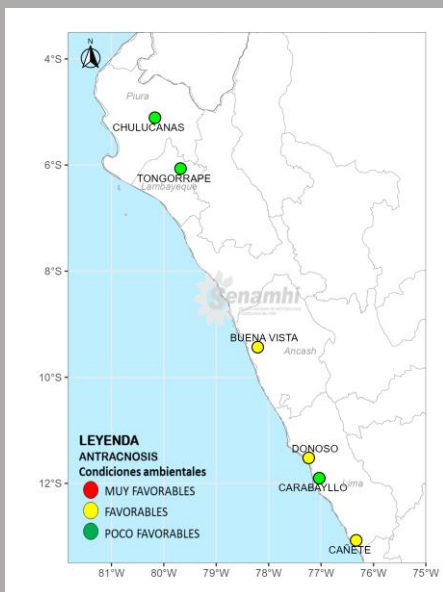 N
4°S
Piura
CHULUCANAS
6°S
TONGORRAPE
Lambayeque
8°S
Senamhi
BUENA VISTA
Ancash
10°S
DONOSO
LEYENDA
ANTRACNOSIS
Condiciones ambientales
12°S
CARABAYLLO
Lima
MUY FAVORABLES
FAVORABLES
POCO FAVORABLES
CAÑETE
81°W 80°W 79°W 78°W 77°W 76°W 75°W